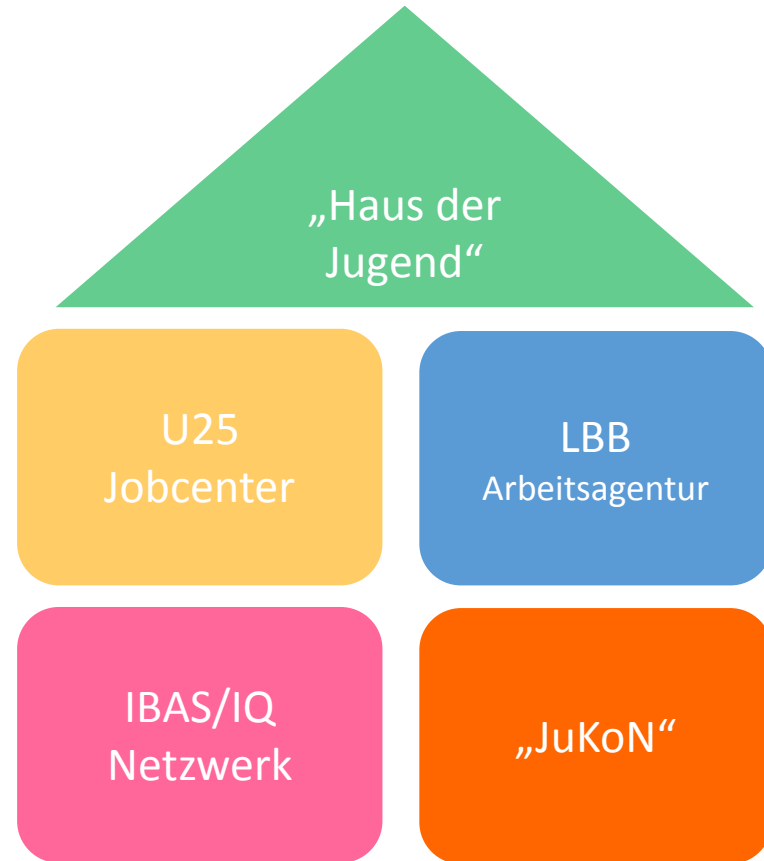 „Haus der
Jugend“
U25
Jobcenter
LBB
Arbeitsagentur
IBAS/IQ
Netzwerk
„JuKoN“